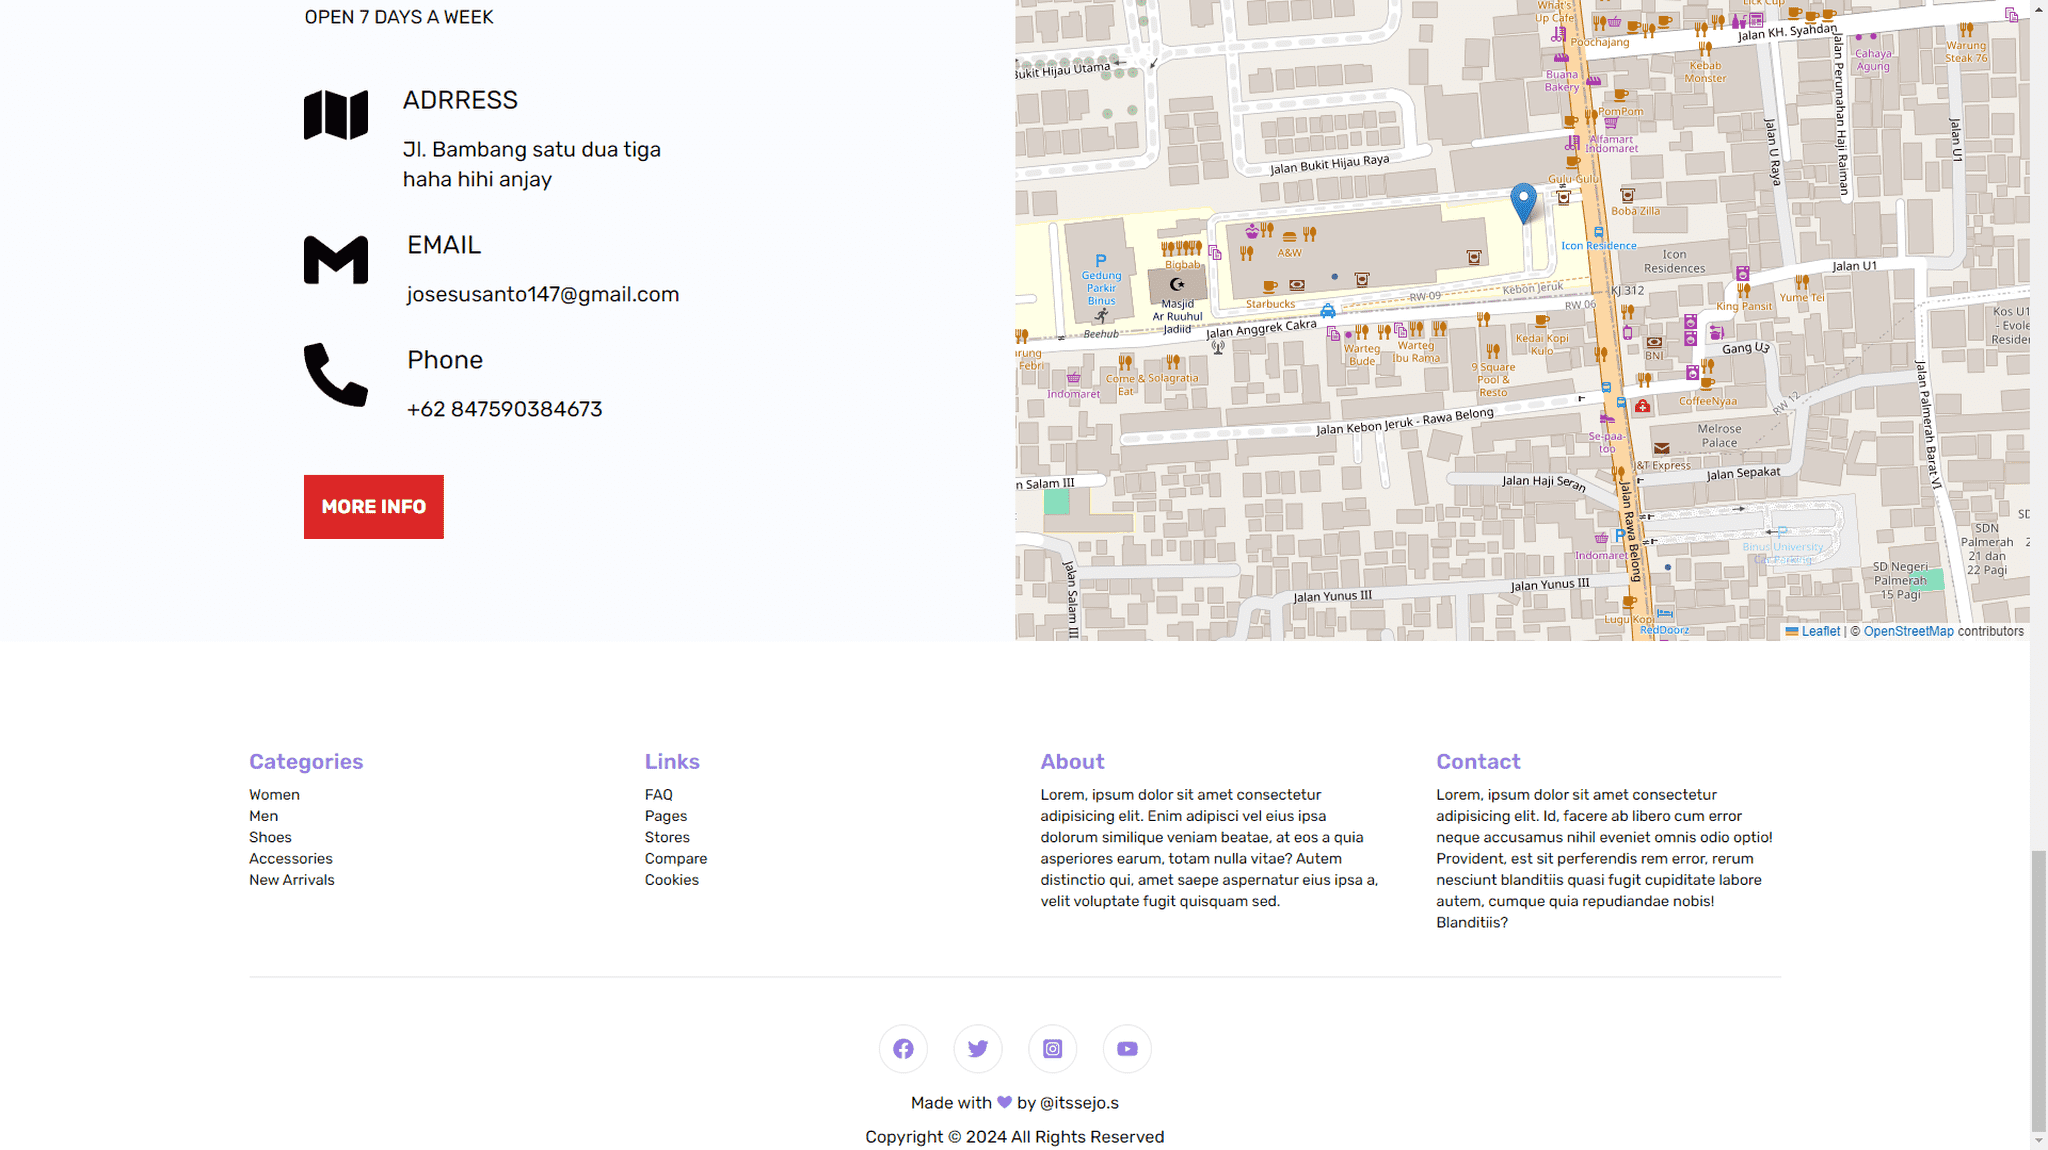 OPEN 7 DAYS A WEEK
ADRRESS
Jl. Bambang satu dua tiga
haha hihi anjay
EMAIL
josesusanto147@gmail.com
Phone
+62 847590384673
MORE INFO
What's
Up Cafe
Poochajang
Jalan KH. Syahdan
Bukit Hijau Utama
Buana
Bakery
Kebab
Monster
Cahaya
Agung
Warung
Steak 76
PomPom
Alfamart
Indomaret
Jalan Bukit Hijau Raya
Gulu Gulu
Jalan U Raya
Jalan Perumahan Haji Raiman
Jalan U1
Boba Zilla
Icon Residence
Icon
Residences
Jalan U1
P
Gedung
Parkir
Binus
Bigbab
A&W
Masjid
Ar Ruuhul
Jadiid
Starbucks
Beehub
RW 09
Kebon Jeruk
RW 06
KJ 312
King Pansit
Yume Tei
Jalan Anggrek Cakra
Warteg
Bude
Warteg
Ibu Rama
Kedai Kopi
Kulo
BNI
Gang U3
Kos U1
- Evole
Reside
arung
Febri
Come &
Eat
Solagratia
Indomaret
9 Square
Pool &
Resto
CoffeeNyaa
RW 12
Jalan Kebon Jeruk - Rawa Belong
Se-paa-
too
Melrose
Palace
J&T Express
Jalan Palmerah Barat VI
n Salam III
Jalan Haji Seran
Jalan Sepakat
Jalan Rawa Belong
Indomaret
P
Binus University
SDN
Palmerah
21 dan
22 Pagi
SD
2
Jalan Salam III
Jalan Yunus III
Jalan Yunus III
SD Negeri
Palmerah
15 Pagi
Lugu Kopi
RedDoorz
Leaflet | © OpenStreetMap contributors
Categories
Women
Men
Shoes
Accessories
New Arrivals
Links
FAQ
Pages
Stores
Compare
Cookies
About
Lorem, ipsum dolor sit amet consectetur
adipisicing elit. Enim adipisci vel eius ipsa
dolorum similique veniam beatae, at eos a quia
asperiores earum, totam nulla vitae? Autem
distinctio qui, amet saepe aspernatur eius ipsa a,
velit voluptate fugit quisquam sed.
Contact
Lorem, ipsum dolor sit amet consectetur
adipisicing elit. Id, facere ab libero cum error
neque accusamus nihil eveniet omnis odio optio!
Provident, est sit perferendis rem error, rerum
nesciunt blanditiis quasi fugit cupiditate labore
autem, cumque quia repudiandae nobis!
Blanditiis?
Made with 💜 by @itssejo.s
Copyright © 2024 All Rights Reserved